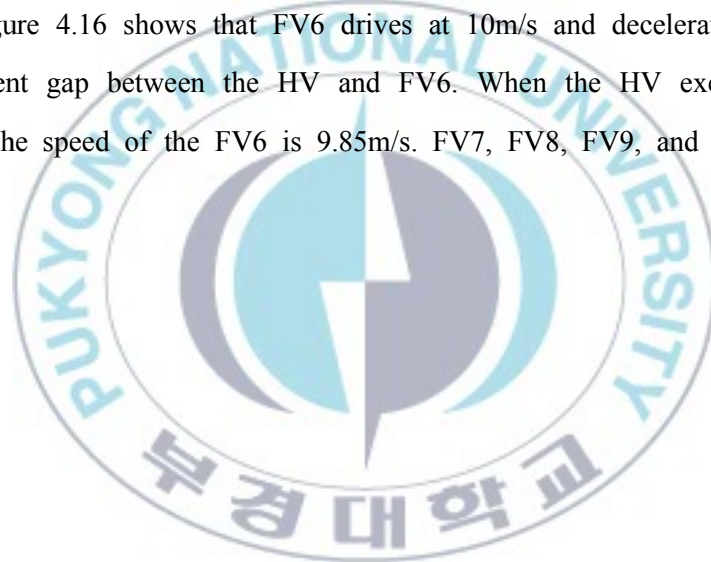 gure 4.16 shows that FV6 drives at 10m/s and decelerat
ent gap between the HV and FV6. When the HV exe
he speed of the FV6 is 9.85m/s. FV7, FV8, FV9, and
PUKYONG NATIONAL UNIVERSITY
부경대학교